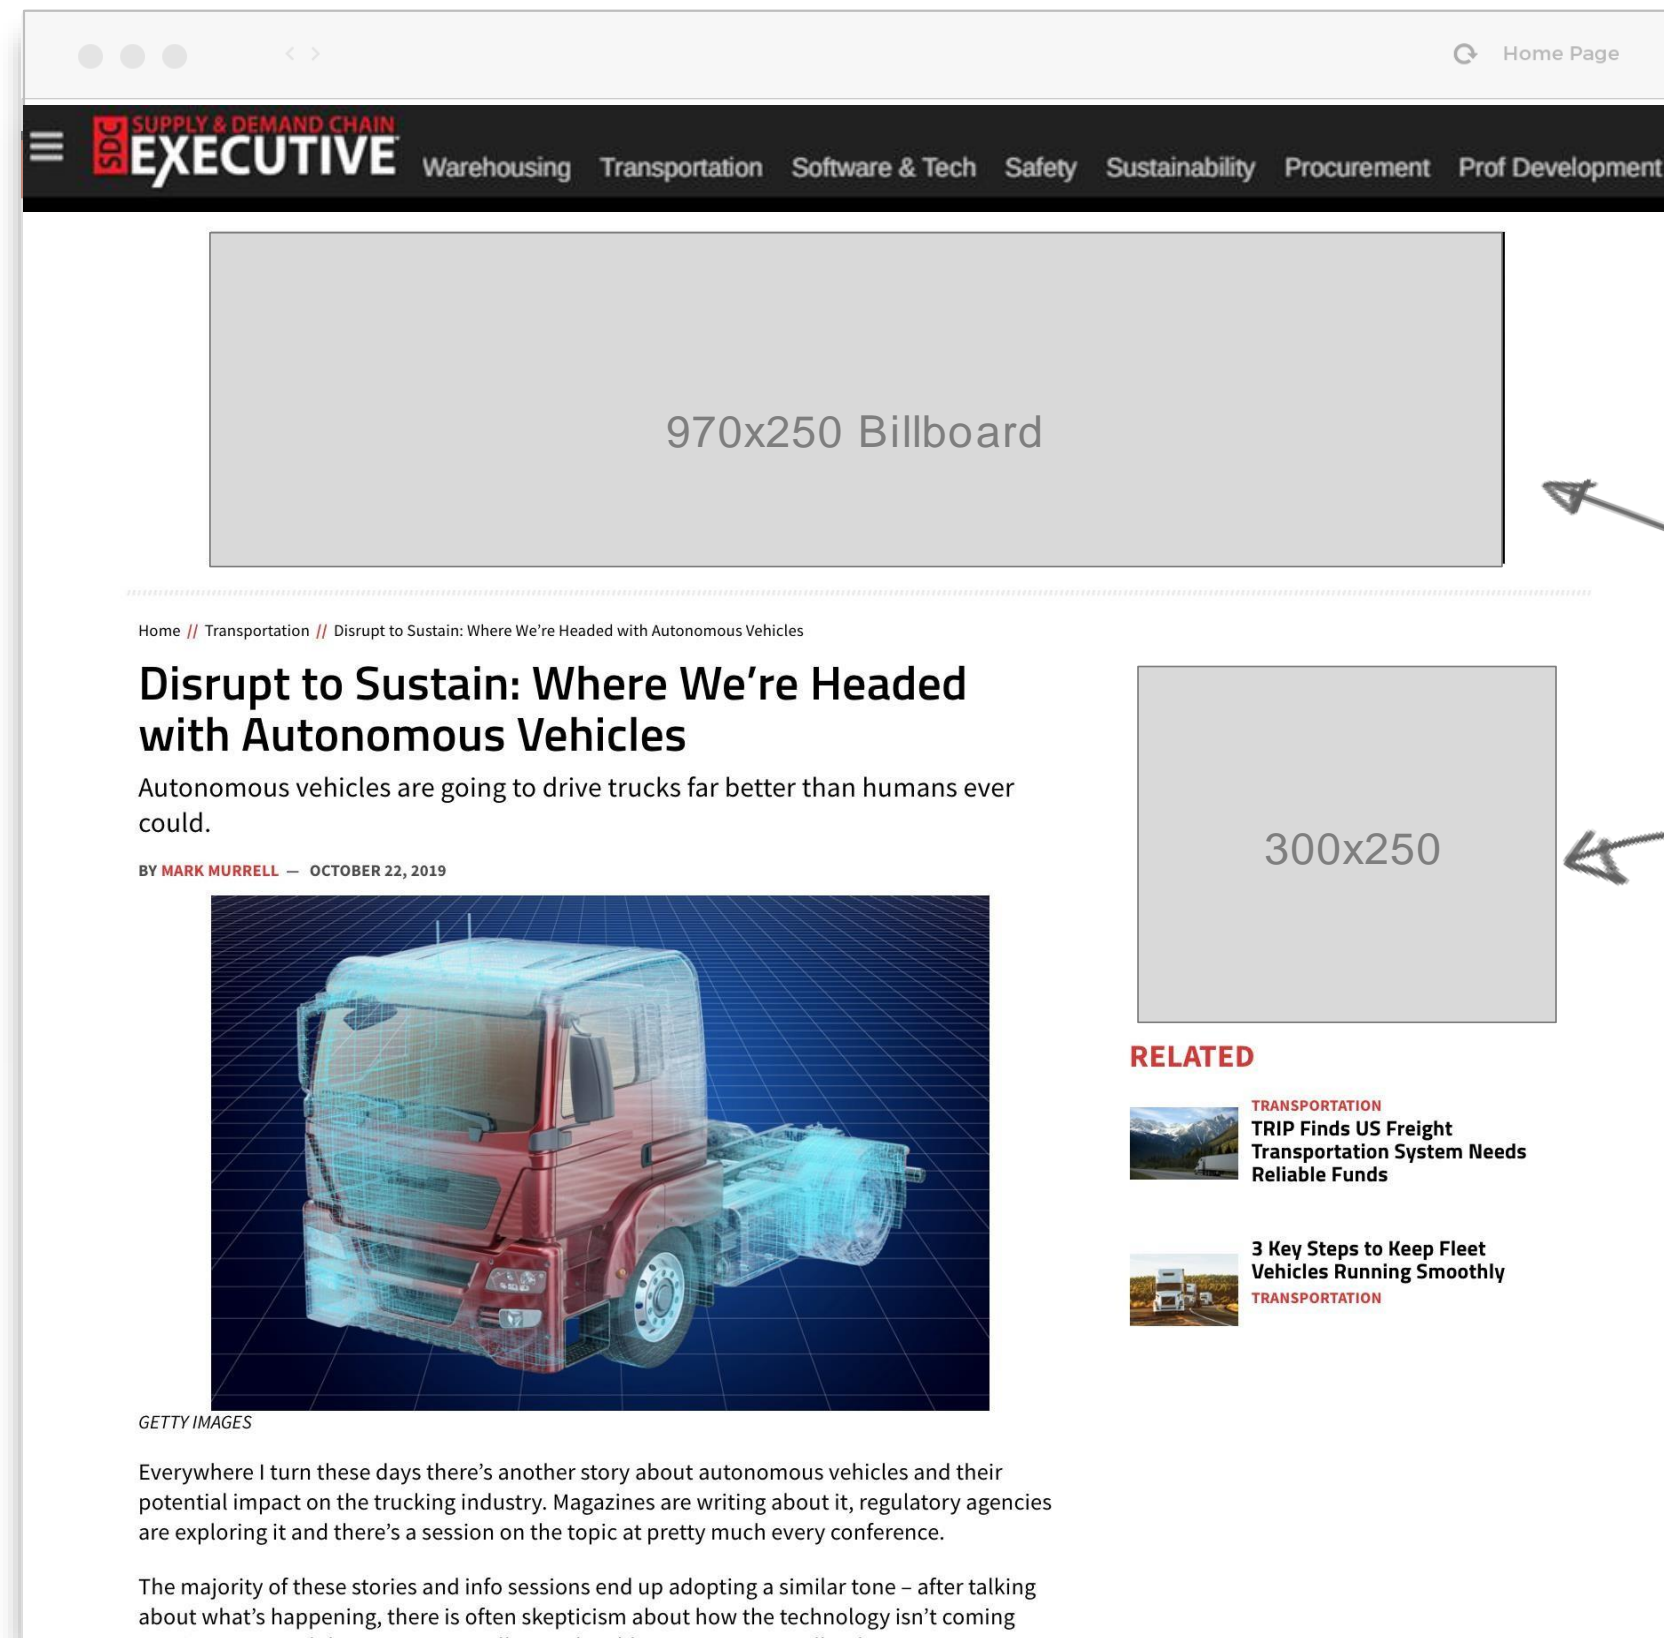 Home Page
SDC
SUPPLY & DEMAND CHAIN
EXECUTIVE
Warehousing Transportation Software & Tech Safety Sustainability Procurement Prof Development
970x250 Billboard
Home // Transportation // Disrupt to Sustain: Where We’re Headed with Autonomous Vehicles
Disrupt to Sustain: Where We’re Headed
with Autonomous Vehicles
Autonomous vehicles are going to drive trucks far better than humans ever
could.
BY MARK MURRELL — OCTOBER 22, 2019
300x250
RELATED
TRANSPORTATION
TRIP Finds US Freight
Transportation System Needs
Reliable Funds
3 Key Steps to Keep Fleet
Vehicles Running Smoothly
TRANSPORTATION
GETTY IMAGES
Everywhere I turn these days there’s another story about autonomous vehicles and their
potential impact on the trucking industry. Magazines are writing about it, regulatory agencies
are exploring it and there’s a session on the topic at pretty much every conference.
The majority of these stories and info sessions end up adopting a similar tone – after talking
about what’s happening, there is often skepticism about how the technology isn’t coming